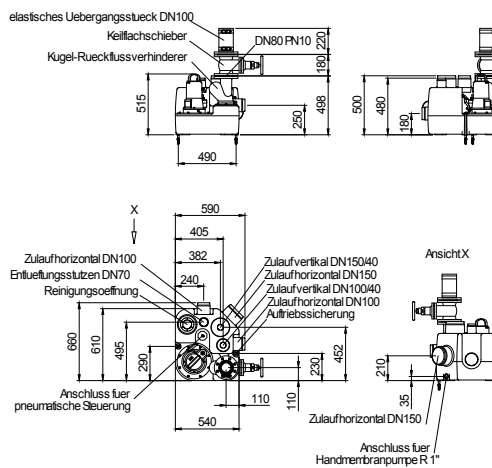 elastisches Uebergangsstueck DN100
Keilflachschieber
Kugel-Rueckflussverhinderer
DN80 PN10
220
180
498
515
250
490
500
480
180
X
590
405
382
240
Zulaufhorizontal DN100
Entlueftungsstutzen DN70
Reinigungsoeffnung
Zulaufvertikal DN150/40
Zulaufhorizontal DN150
Zulaufvertikal DN100/40
Zulaufhorizontal DN100
Auftriebssicherung
Ansicht X
660
610
495
290
452
230
110
110
540
Anschluss fuer
pneumatische Steuerung
210
35
Zulaufhorizontal DN150
Anschluss fuer
Handmembranpumpe R 1"